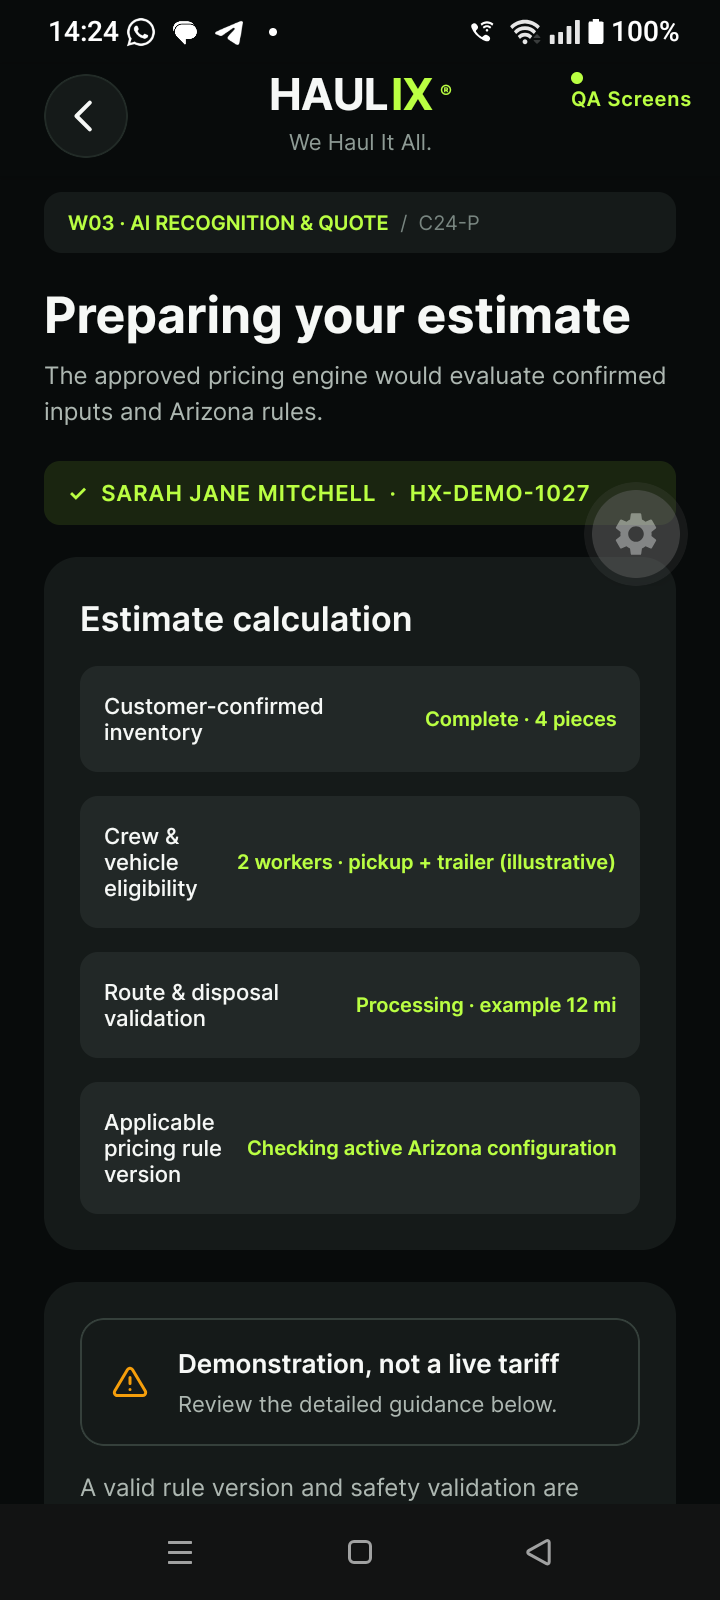 14:24 100%
HAULIX ®
We Haul It All.
QA Screens
W03 · AI RECOGNITION & QUOTE / C24-P
Preparing your estimate
The approved pricing engine would evaluate confirmed
inputs and Arizona rules.
✓ SARAH JANE MITCHELL · HX-DEMO-1027
Estimate calculation
Customer-confirmed
inventory
Complete · 4 pieces
Crew &
vehicle
eligibility
2 workers · pickup + trailer (illustrative)
Route & disposal
validation
Processing · example 12 mi
Applicable
pricing rule
version
Checking active Arizona configuration
Demonstration, not a live tariff
Review the detailed guidance below.
A valid rule version and safety validation are